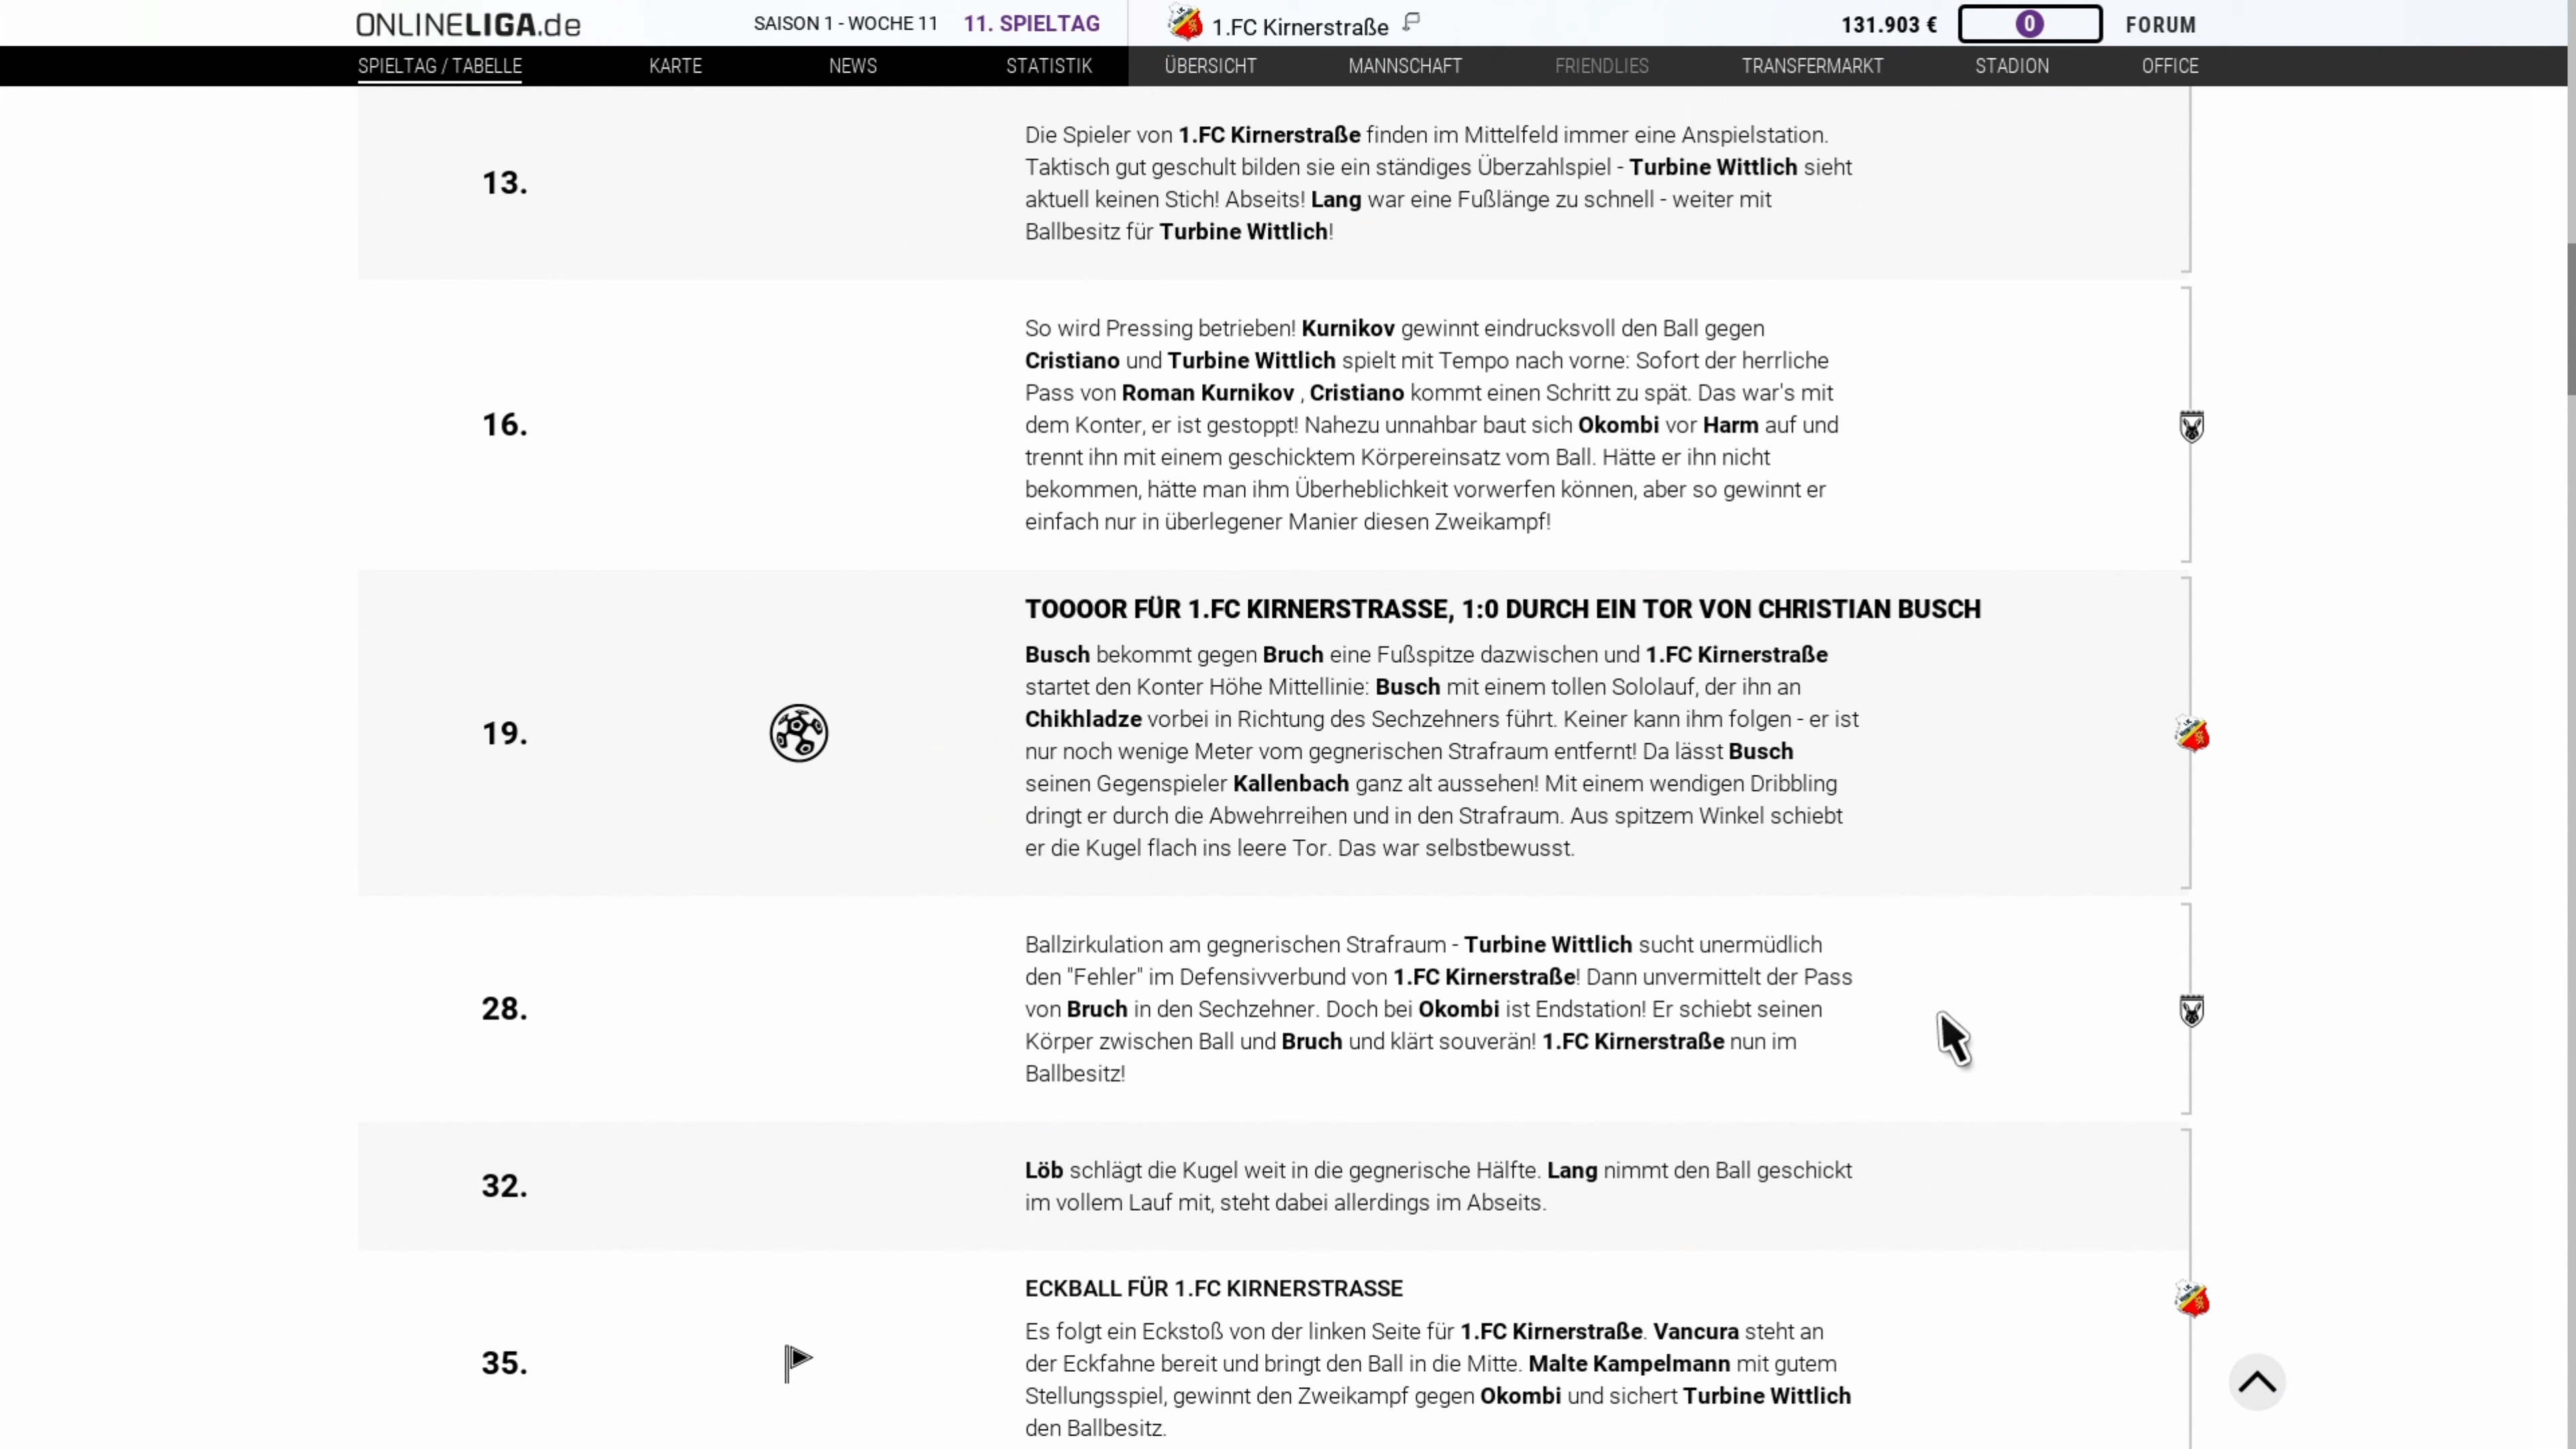 ONLINELIGA.de SAISON 1 - WOCHE 11 11. SPIELTAG 1.FC Kirnerstraße 131.903 € 0 FORUM
SPIELTAG / TABELLE KARTE NEWS STATISTIK ÜBERSICHT MANNSCHAFT FRIENDLIES TRANSFERMARKT STADION OFFICE
13.
Die Spieler von 1.FC Kirnerstraße finden im Mittelfeld immer eine Anspielstation.
Taktisch gut geschult bilden sie ein ständiges Überzahlspiel - Turbine Wittlich sieht
aktuell keinen Stich! Abseits! Lang war eine Fußlänge zu schnell - weiter mit
Ballbesitz für Turbine Wittlich!
16.
So wird Pressing betrieben! Kurnikov gewinnt eindrucksvoll den Ball gegen
Cristiano und Turbine Wittlich spielt mit Tempo nach vorne: Sofort der herrliche
Pass von Roman Kurnikov , Cristiano kommt einen Schritt zu spät. Das war's mit
dem Konter, er ist gestoppt! Nahezu unnahbar baut sich Okombi vor Harm auf und
trennt ihn mit einem geschicktem Körpereinsatz vom Ball. Hätte er ihn nicht
bekommen, hätte man ihm Überheblichkeit vorwerfen können, aber so gewinnt er
einfach nur in überlegener Manier diesen Zweikampf!
19.
TOOOOR FÜR 1.FC KIRNERSTRASSE, 1:0 DURCH EIN TOR VON CHRISTIAN BUSCH
Busch bekommt gegen Bruch eine Fußspitze dazwischen und 1.FC Kirnerstraße
startet den Konter Höhe Mittellinie: Busch mit einem tollen Sololauf, der ihn an
Chikhladze vorbei in Richtung des Sechzehners führt. Keiner kann ihm folgen - er ist
nur noch wenige Meter vom gegnerischen Strafraum entfernt! Da lässt Busch
seinen Gegenspieler Kallenbach ganz alt aussehen! Mit einem wendigen Dribbling
dringt er durch die Abwehrreihen und in den Strafraum. Aus spitzem Winkel schiebt
er die Kugel flach ins leere Tor. Das war selbstbewusst.
28.
Ballzirkulation am gegnerischen Strafraum - Turbine Wittlich sucht unermüdlich
den "Fehler" im Defensivverbund von 1.FC Kirnerstraße! Dann unvermittelt der Pass
von Bruch in den Sechzehner. Doch bei Okombi ist Endstation! Er schiebt seinen
Körper zwischen Ball und Bruch und klärt souverän! 1.FC Kirnerstraße nun im
Ballbesitz!
32.
Löb schlägt die Kugel weit in die gegnerische Hälfte. Lang nimmt den Ball geschickt
im vollem Lauf mit, steht dabei allerdings im Abseits.
35.
ECKBALL FÜR 1.FC KIRNERSTRASSE
Es folgt ein Eckstoß von der linken Seite für 1.FC Kirnerstraße. Vancura steht an
der Eckfahne bereit und bringt den Ball in die Mitte. Malte Kampelmann mit gutem
Stellungsspiel, gewinnt den Zweikampf gegen Okombi und sichert Turbine Wittlich
den Ballbesitz.